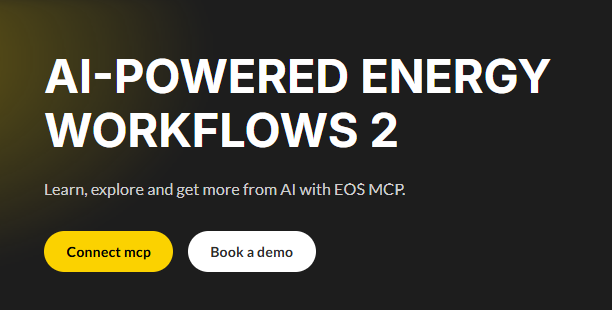 AI-POWERED ENERGY
WORKFLOWS 2
Learn, explore and get more from AI with EOS MCP.
Connect mcp
Book a demo